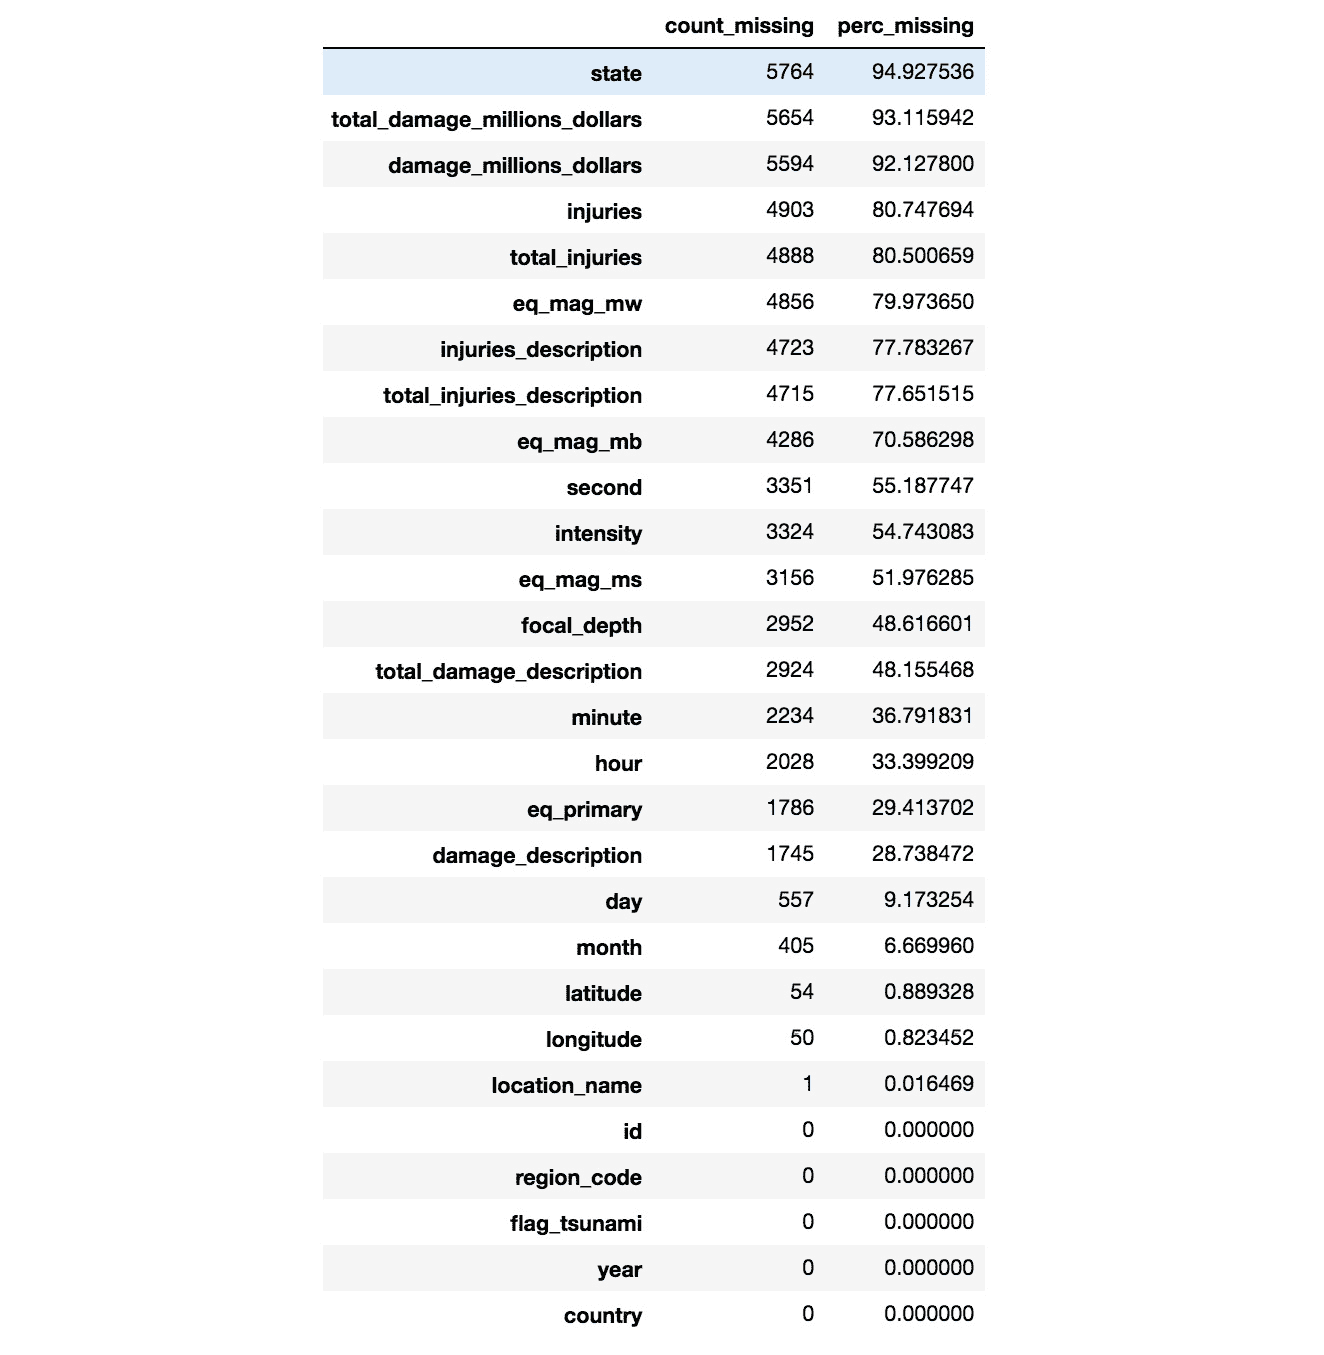 count_missing perc_missing
state 5764 94.927536
total_damage_millions_dollars 5654 93.115942
damage_millions_dollars 5594 92.127800
injuries 4903 80.747694
total_injuries 4888 80.500659
eq_mag_mw 4856 79.973650
injuries_description 4723 77.783267
total_injuries_description 4715 77.651515
eq_mag_mb 4286 70.586298
second 3351 55.187747
intensity 3324 54.743083
eq_mag_ms 3156 51.976285
focal_depth 2952 48.616601
total_damage_description 2924 48.155468
minute 2234 36.791831
hour 2028 33.399209
eq_primary 1786 29.413702
damage_description 1745 28.738472
day 557 9.173254
month 405 6.669960
latitude 54 0.889328
longitude 50 0.823452
location_name 1 0.016469
id 0 0.000000
region_code 0 0.000000
flag_tsunami 0 0.000000
year 0 0.000000
country 0 0.000000